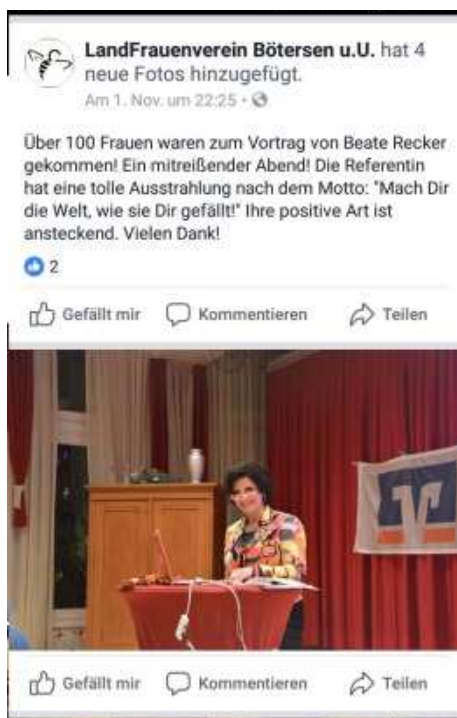 LandFrauenverein Bötersen u.U. hat 4
neue Fotos hinzugefügt.
Am 1. Nov. um 22:25 ·
Über 100 Frauen waren zum Vortrag von Beate Recker
gekommen! Ein mitreißender Abend! Die Referentin
hat eine tolle Ausstrahlung nach dem Motto: "Mach Dir
die Welt, wie sie Dir gefällt!" Ihre positive Art ist
ansteckend. Vielen Dank!
2
Gefällt mir Kommentieren Teilen
Gefällt mir Kommentieren Teilen